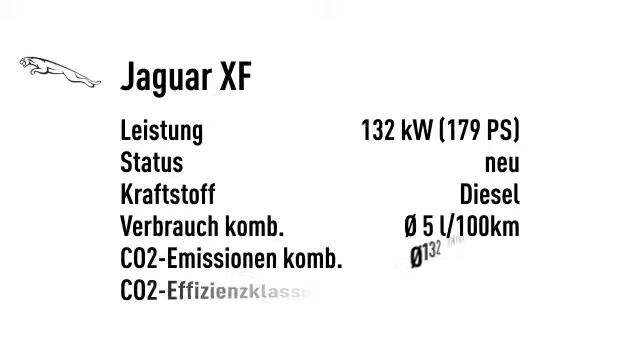 Jaguar XF
Leistung 132 kW (179 PS)
Status neu
Kraftstoff Diesel
Verbrauch komb. Ø 5 l/100km
CO2-Emissionen komb. Ø132
CO2-Effizienzklasse